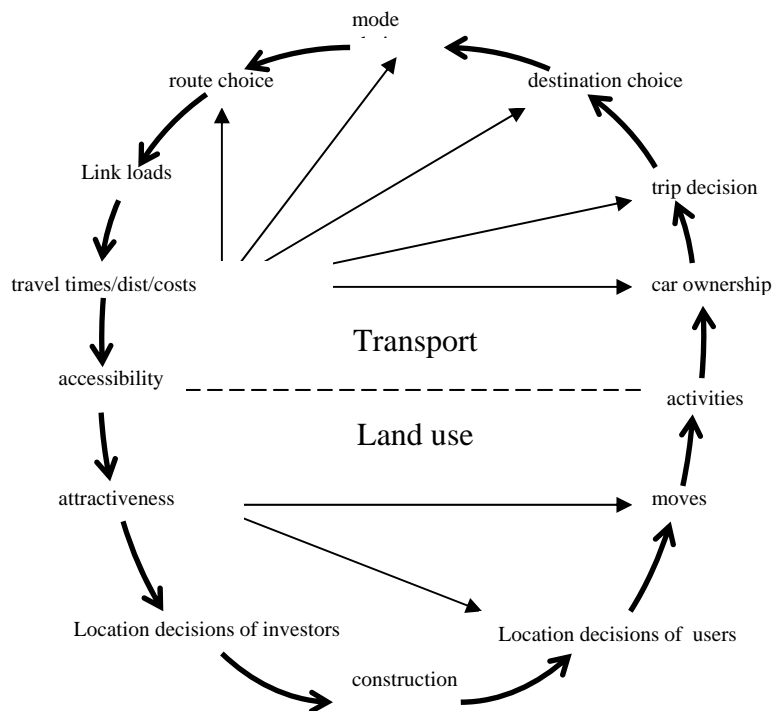 mode
route choice
destination choice
Link loads
trip decision
travel times/dist/costs
car ownership
Transport
accessibility
activities
Land use
attractiveness
moves
Location decisions of investors
Location decisions of users
construction